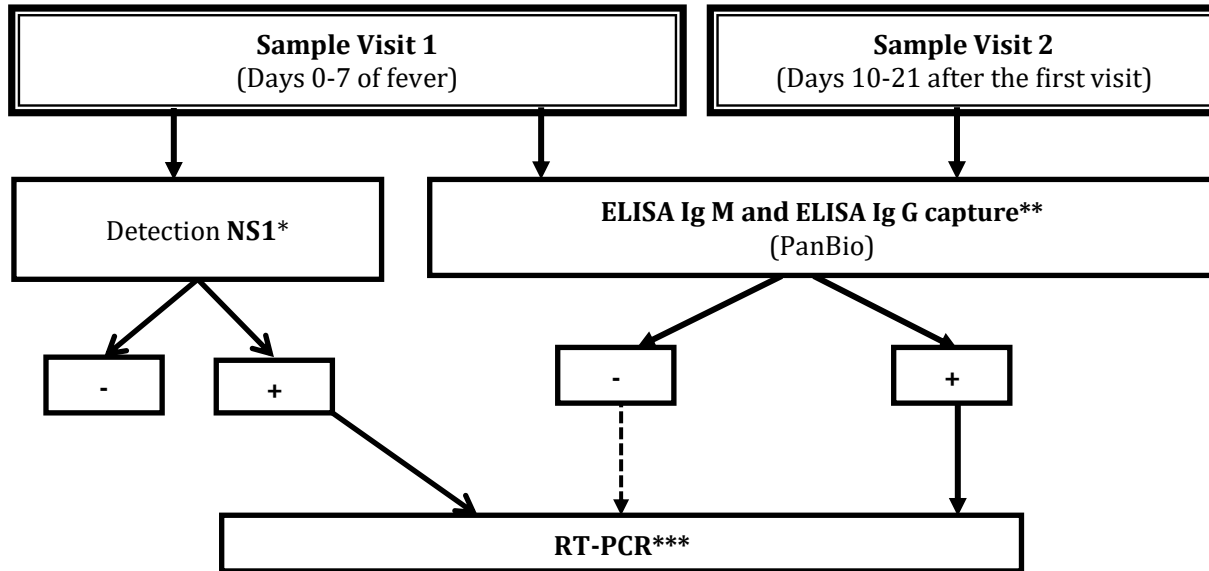 Sample Visit 1
(Days 0-7 of fever)
Sample Visit 2
(Days 10-21 after the first visit)
Detection NS1*
ELISA Ig M and ELISA Ig G capture**
(PanBio)
-
+
-
+
RT-PCR***